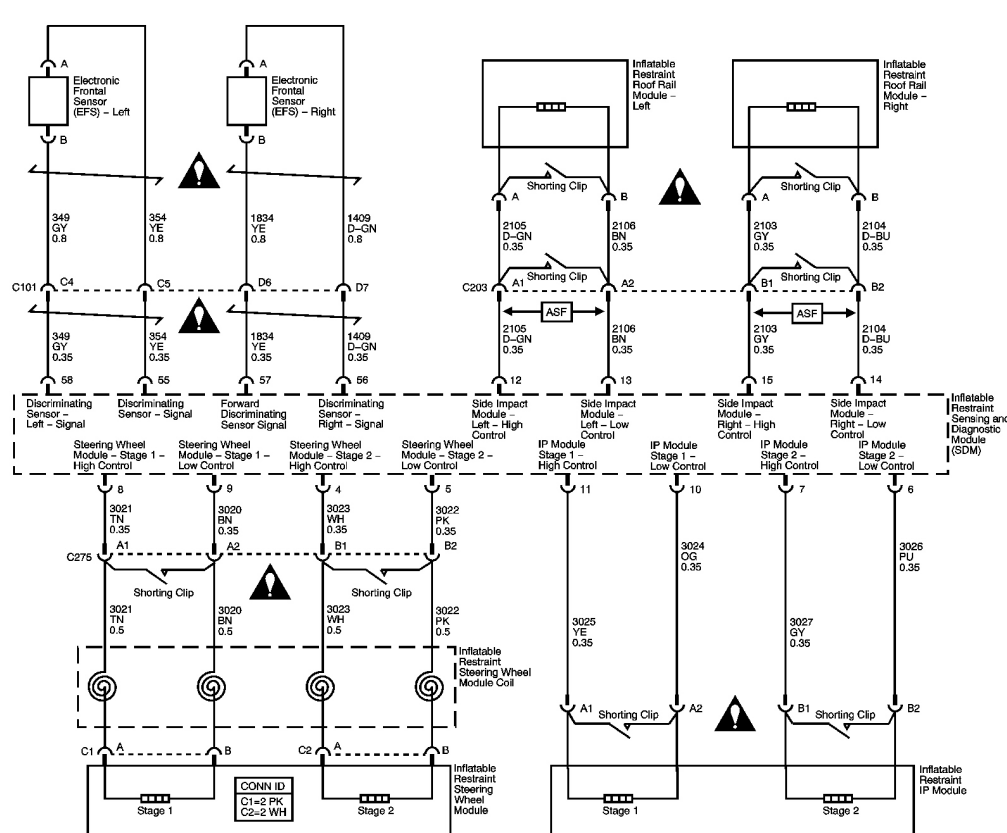 A
Electronic
Frontal
Sensor
(EFS) – Left
B
A
Electronic
Frontal
Sensor
(EFS) – Right
B
Inflatable
Restraint
Roof Rail
Module –
Left
Inflatable
Restraint
Roof Rail
Module –
Right
Shorting Clip
A
B
Shorting Clip
A
B
349
GY
0.8
354
YE
0.8
1834
YE
0.8
1409
D–GN
0.8
2105
D–GN
0.35
2106
BN
0.35
2103
GY
0.35
2104
D–BU
0.35
C101
C4
C5
D6
D7
C203
A1
Shorting Clip
A2
B1
Shorting Clip
B2
ASF
ASF
349
GY
0.35
354
YE
0.35
1834
YE
0.35
1409
D–GN
0.35
2105
D–GN
0.35
2106
BN
0.35
2103
GY
0.35
2104
D–BU
0.35
58
55
57
56
12
13
15
14
Discriminating
Sensor –
Left – Signal
Discriminating
Sensor – Signal
Forward
Discriminating
Sensor Signal
Discriminating
Sensor –
Right – Signal
Side Impact
Module –
Left – High
Control
Side Impact
Module –
Left – Low
Control
Side Impact
Module –
Right – High
Control
Side Impact
Module –
Right – Low
Control
Inflatable
Restraint
Sensing and
Diagnostic
Module
(SDM)
Steering Wheel
Module – Stage 1 –
High Control
Steering Wheel
Module – Stage 1 –
Low Control
Steering Wheel
Module – Stage 2 –
High Control
Steering Wheel
Module – Stage 2 –
Low Control
IP Module
Stage 1 –
High Control
IP Module
Stage 1 –
Low Control
IP Module
Stage 2 –
High Control
IP Module
Stage 2 –
Low Control
8
9
4
5
11
10
7
6
3021
TN
0.35
3020
BN
0.35
3023
WH
0.35
3022
PK
0.35
C275
A1
A2
B1
B2
Shorting Clip
Shorting Clip
3024
OG
0.35
3026
PU
0.35
3021
TN
0.5
3020
BN
0.5
3023
WH
0.5
3022
PK
0.5
3025
YE
0.35
3027
GY
0.35
Inflatable
Restraint
Steering Wheel
Module Coil
A1
Shorting Clip
A2
B1
Shorting Clip
B2
C1
A
B
C2
A
B
Inflatable
Restraint
Steering
Wheel
Module
Inflatable
Restraint
IP Module
CONN ID
C1=2 PK
C2=2 WH
Stage 1
Stage 2
Stage 1
Stage 2